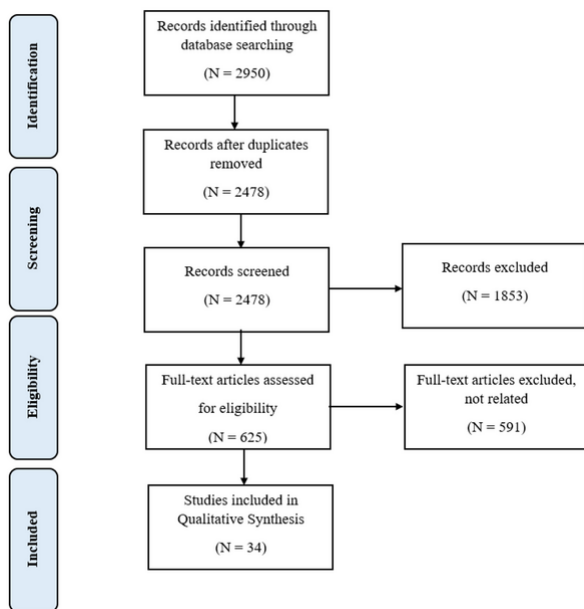 Identification
Records identified through
database searching
(N = 2950)
Records after duplicates
removed
(N = 2478)
Screening
Records screened
(N = 2478)
Records excluded
(N = 1853)
Eligibility
Full-text articles assessed
for eligibility
(N = 625)
Full-text articles excluded,
not related
(N = 591)
Included
Studies included in
Qualitative Synthesis
(N = 34)